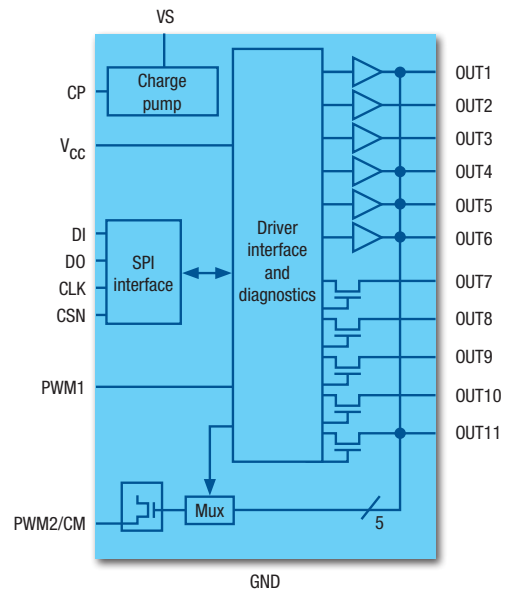 VS
Charge
pump
CP
V_CC
DI
DO
CLK
CSN
SPI
interface
PWM1
Driver
interface
and
diagnostics
OUT1
OUT2
OUT3
OUT4
OUT5
OUT6
OUT7
OUT8
OUT9
OUT10
OUT11
Mux
5
PWM2/CM
GND